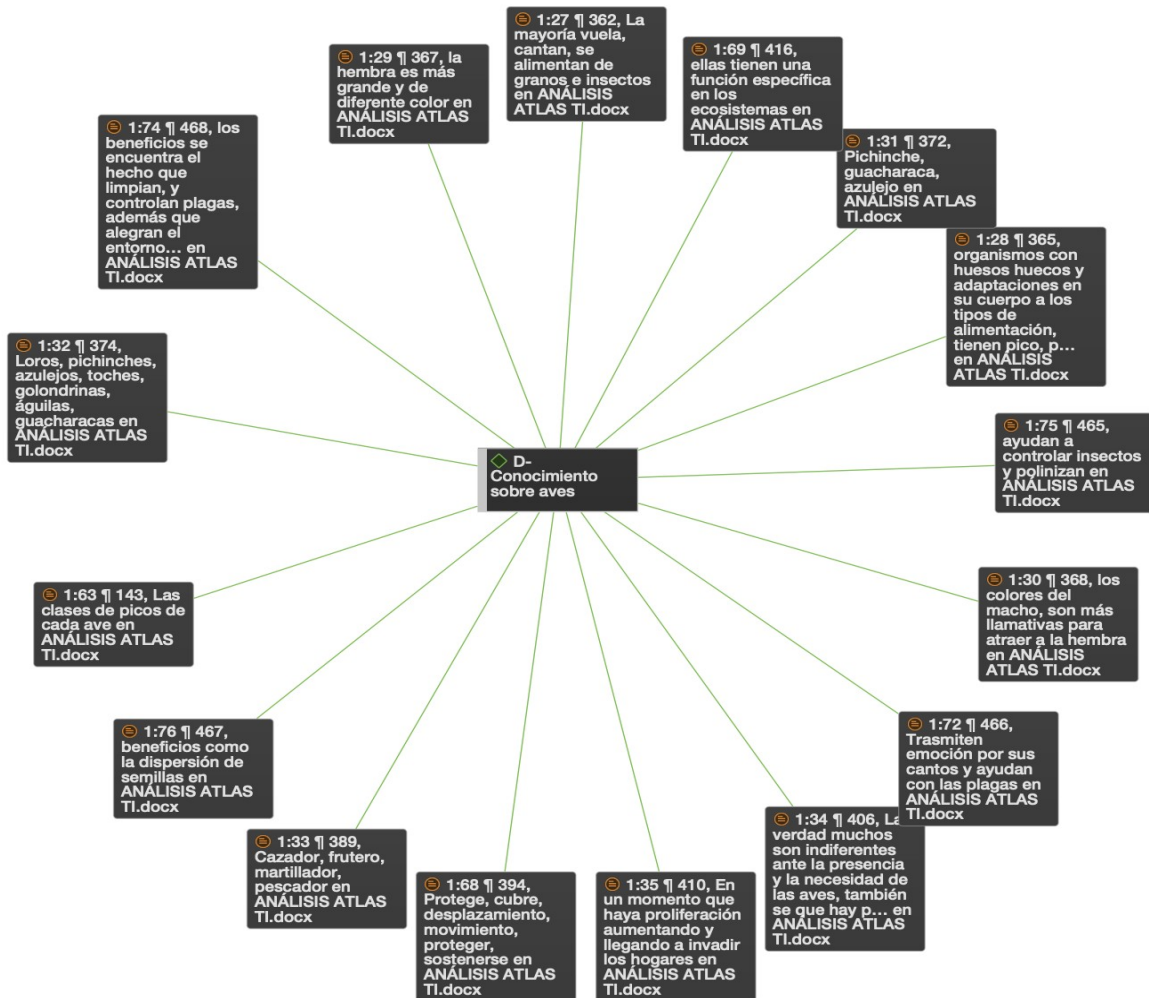 1:27 ¶ 362, La
mayoría vuela,
cantan, se
alimentan de
granos e insectos
en ANÁLISIS
ATLAS TI.docx
1:29 ¶ 367, la
hembra es más
grande y de
diferente color en
ANÁLISIS ATLAS
TI.docx
1:69 ¶ 416,
ellas tienen una
función específica
en los
ecosistemas en
ANÁLISIS ATLAS
TI.docx
1:74 ¶ 468, los
beneficios se
encuentra el
hecho que
limpian, y
controlan plagas,
además que
alegran el
entorno... en
ANÁLISIS ATLAS
TI.docx
1:31 ¶ 372,
Pichinche,
guacharaca,
azulejo en
ANÁLISIS ATLAS
TI.docx
1:28 ¶ 365,
organismos con
huesos huecos y
adaptaciones en
su cuerpo a los
tipos de
alimentación,
tienen pico, p...
en ANÁLISIS
ATLAS TI.docx
1:32 ¶ 374,
Loros, pichinches,
azulejos, toches,
golondrinas,
águilas,
guacharacas en
ANÁLISIS ATLAS
TI.docx
1:75 ¶ 465,
ayudan a
controlar insectos
y polinizan en
ANÁLISIS ATLAS
TI.docx
D-
Conocimiento
sobre aves
1:63 ¶ 143, Las
clases de picos de
cada ave en
ANÁLISIS ATLAS
TI.docx
1:30 ¶ 368, los
colores del
macho, son más
llamativas para
atraer a la hembra
en ANÁLISIS
ATLAS TI.docx
1:76 ¶ 467,
beneficios como
la dispersión de
semillas en
ANÁLISIS ATLAS
TI.docx
1:72 ¶ 466,
Trasmiten
emoción por sus
cantos y ayudan
con las plagas en
ANÁLISIS ATLAS
TI.docx
1:33 ¶ 389,
Cazador, frutero,
martillador,
pescador en
ANÁLISIS ATLAS
TI.docx
1:34 ¶ 406, La
verdad muchos
son indiferentes
ante la presencia
y la necesidad de
las aves, también
se que hay p... en
ANÁLISIS ATLAS
TI.docx
1:68 ¶ 394,
Protege, cubre,
desplazamiento,
movimiento,
proteger,
sostenerse en
ANÁLISIS ATLAS
TI.docx
1:35 ¶ 410, En
un momento que
haya proliferación
aumentando y
llegando a invadir
los hogares en
ANÁLISIS ATLAS
TI.docx